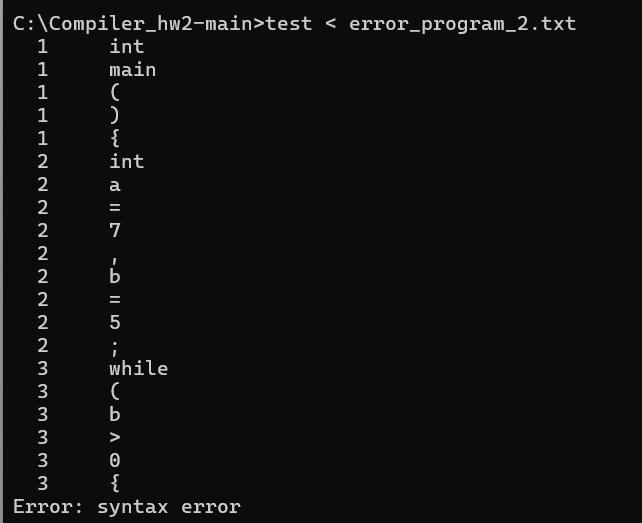 C:\Compiler_hw2-main>test < error_program_2.txt
1 int
1 main
1 (
1 )
1 {
2 int
2 a
2 =
2 7
2 ,
2 b
2 =
2 5
2 ;
3 while
3 (
3 b
3 >
3 0
3 {
Error: syntax error